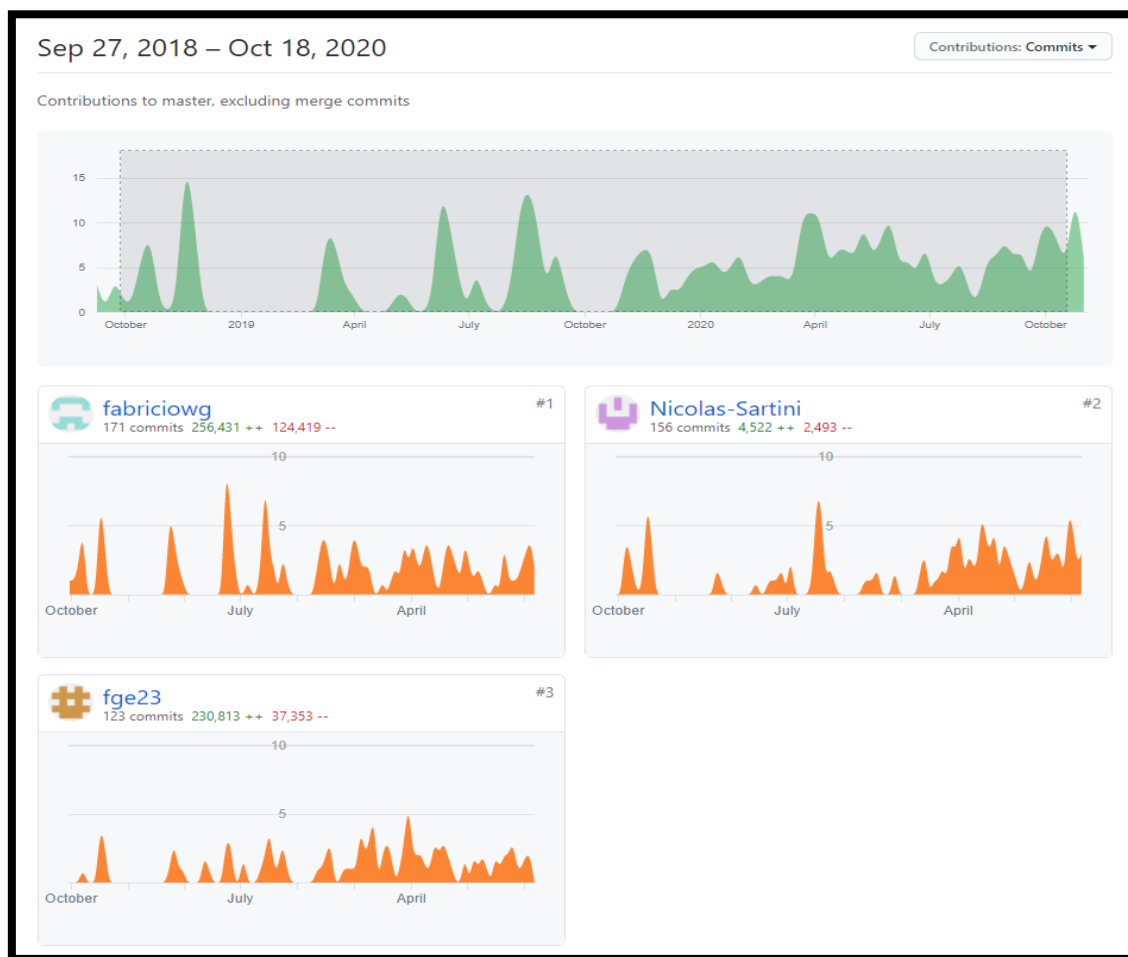 Sep 27, 2018 – Oct 18, 2020
Contributions: Commits
Contributions to master, excluding merge commits
15
10
5
0
October 2019 April July October 2020 April July October
fabriciowg #1
171 commits 256,431 ++ 124,419 --
10
5
October July April
Nicolas-Sartini #2
156 commits 4,522 ++ 2,493 --
10
5
October July April
fge23 #3
123 commits 230,813 ++ 37,353 --
10
5
October July April